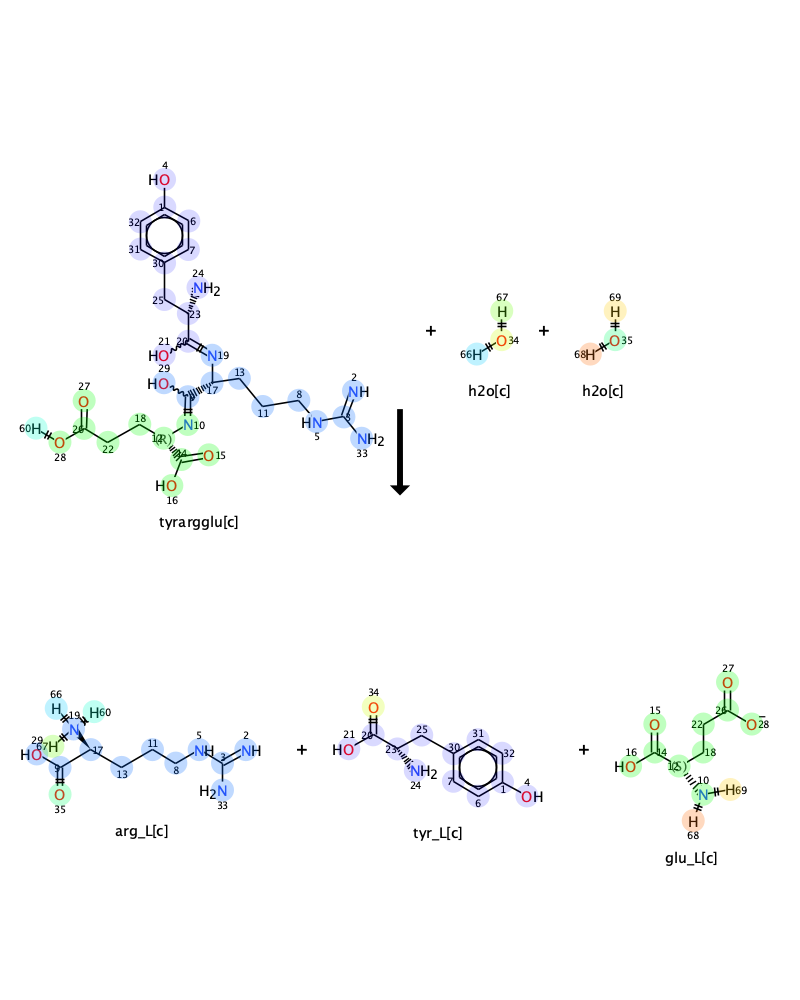 4
HO
1
32 6
31 7
30
24
25 NH2
23
21 20
HO N 19
29
HO 17 13 8 2
9 11 NH
27 HN 3
O 5 NH2
18 N 10 33
60 H 26 12 (R)
O 22 14 O 15
28 HO
16
tyrargglu[c]
+
67
H
O 34
66 H
h2o[c]
+
69
H
O 35
68 H
h2o[c]
66
H 19 H 60
N
29 67 H 17 11 5 2
HO 9 13 8 NH 3 NH
O H2N
35 33
arg_L[c]
+
34
O
21 20 25 31
HO 23 30 32
NH2 7 1 4
24 6 OH
tyr_L[c]
+
27
O
15 22 26 O− 28
O 14 18
16 HO 12 (S)
10 N H 69
H
68
glu_L[c]